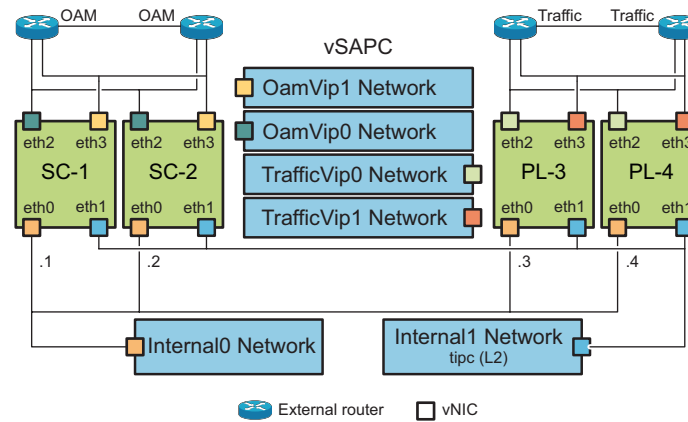 OAM OAM Traffic Traffic
vSAPC
OamVip1 Network
OamVip0 Network
TrafficVip0 Network
TrafficVip1 Network
eth2 eth3 eth2 eth3 eth2 eth3 eth2 eth3
SC-1 SC-2 PL-3 PL-4
eth0 eth1 eth0 eth1 eth0 eth1 eth0 eth1
.1 .2 .3 .4
Internal0 Network
Internal1 Network
tipc (L2)
External router vNIC